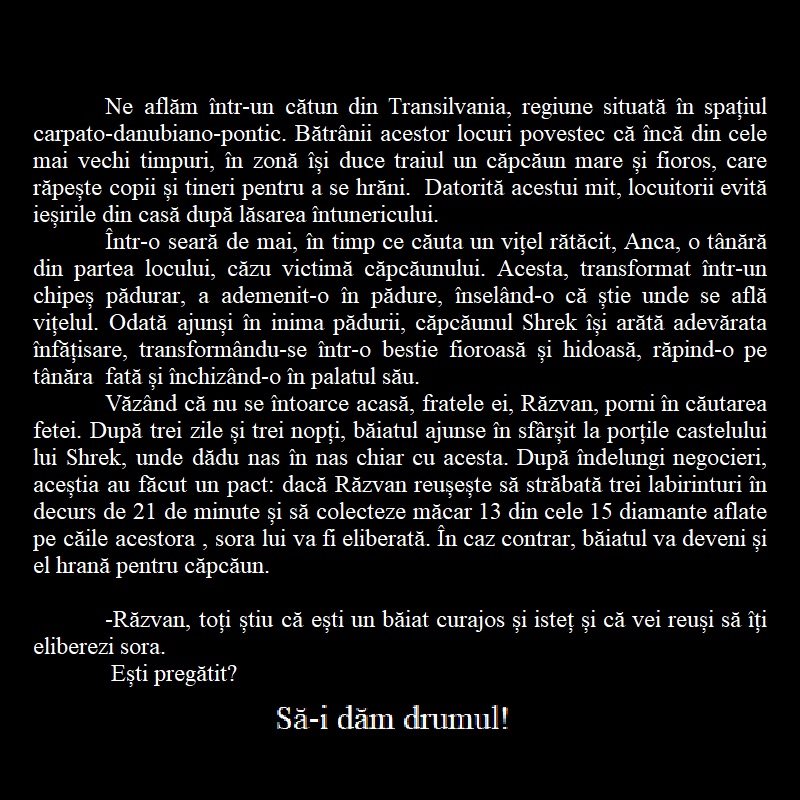 Ne aflăm într-un cătun din Transilvania, regiune situată în spațiul
carpato-danubiano-pontic. Bătrânii acestor locuri povestec că încă din cele
mai vechi timpuri, în zonă își duce traiul un căpcăun mare și fioros, care
răpește copii și tineri pentru a se hrăni.  Datorită acestui mit, locuitorii evită
ieșirile din casă după lăsarea întunericului.
Într-o seară de mai, în timp ce căuta un vițel rătăcit, Anca, o tânără
din partea locului, căzu victimă căpcăunului. Acesta, transformat într-un
chipeș pădurar, a ademenit-o în pădure, înselând-o că știe unde se află
vițelul. Odată ajunși în inima pădurii, căpcăunul Shrek își arătă adevărata
înfățisare, transformându-se într-o bestie fioroasă și hidoasă, răpind-o pe
tânăra  fată și închizând-o în palatul său.
Văzând că nu se întoarce acasă, fratele ei, Răzvan, porni în căutarea
fetei. După trei zile și trei nopți, băiatul ajunse în sfârșit la porțile castelului
lui Shrek, unde dădu nas în nas chiar cu acesta. După îndelungi negocieri,
aceștia au făcut un pact: dacă Răzvan reușește să străbată trei labirinturi în
decurs de 21 de minute și să colecteze măcar 13 din cele 15 diamante aflate
pe căile acestora , sora lui va fi eliberată. În caz contrar, băiatul va deveni și
el hrană pentru căpcăun.
-Răzvan, toți știu că ești un băiat curajos și isteț și că vei reuși să îți
eliberezi sora.
Ești pregătit?
Să-i dăm drumul!